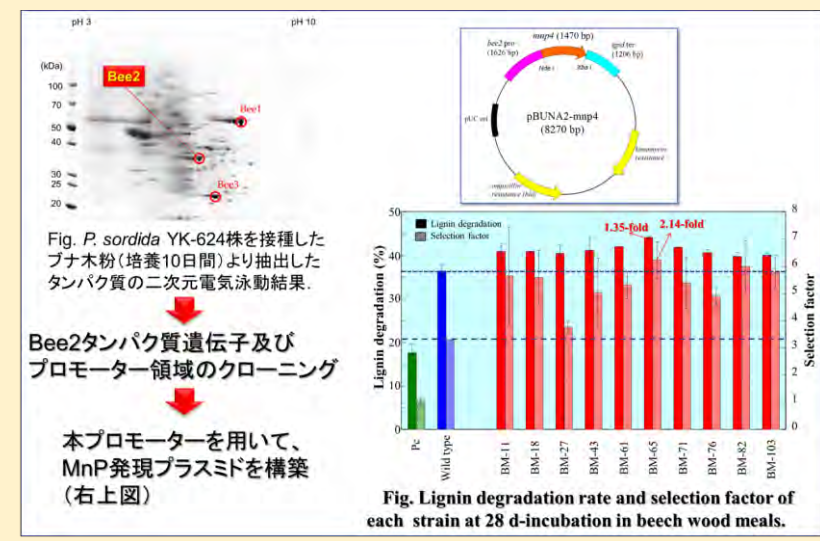 pH 3
pH 10
(kDa)
100
70
50
40
30
25
20
Bee2
Bee1
Bee3
Fig. P. sordida YK-624株を接種した
ブナ木粉(培養10日間)より抽出した
タンパク質の二次元電気泳動結果.
Bee2タンパク質遺伝子及び
プロモーター領域のクローニング
本プロモーターを用いて、
MnP発現プラスミドを構築
(右上図)
mnp4 (1470 bp)
bee2 pro
(1626 bp)
gpd ter
(1206 bp)
Nde I
Xba I
pUC ori
pBUNA2-mnp4
(8270 bp)
resistance
resistance
Lignin degradation
Selection factor
1.35-fold
2.14-fold
Lignin degradation (%)
50
40
30
20
10
0
Selection factor
8
7
6
5
4
3
2
1
0
Pc
Wild type
BM-11
BM-18
BM-27
BM-43
BM-61
BM-65
BM-71
BM-76
BM-82
BM-103
Fig. Lignin degradation rate and selection factor of
each strain at 28 d-incubation in beech wood meals.